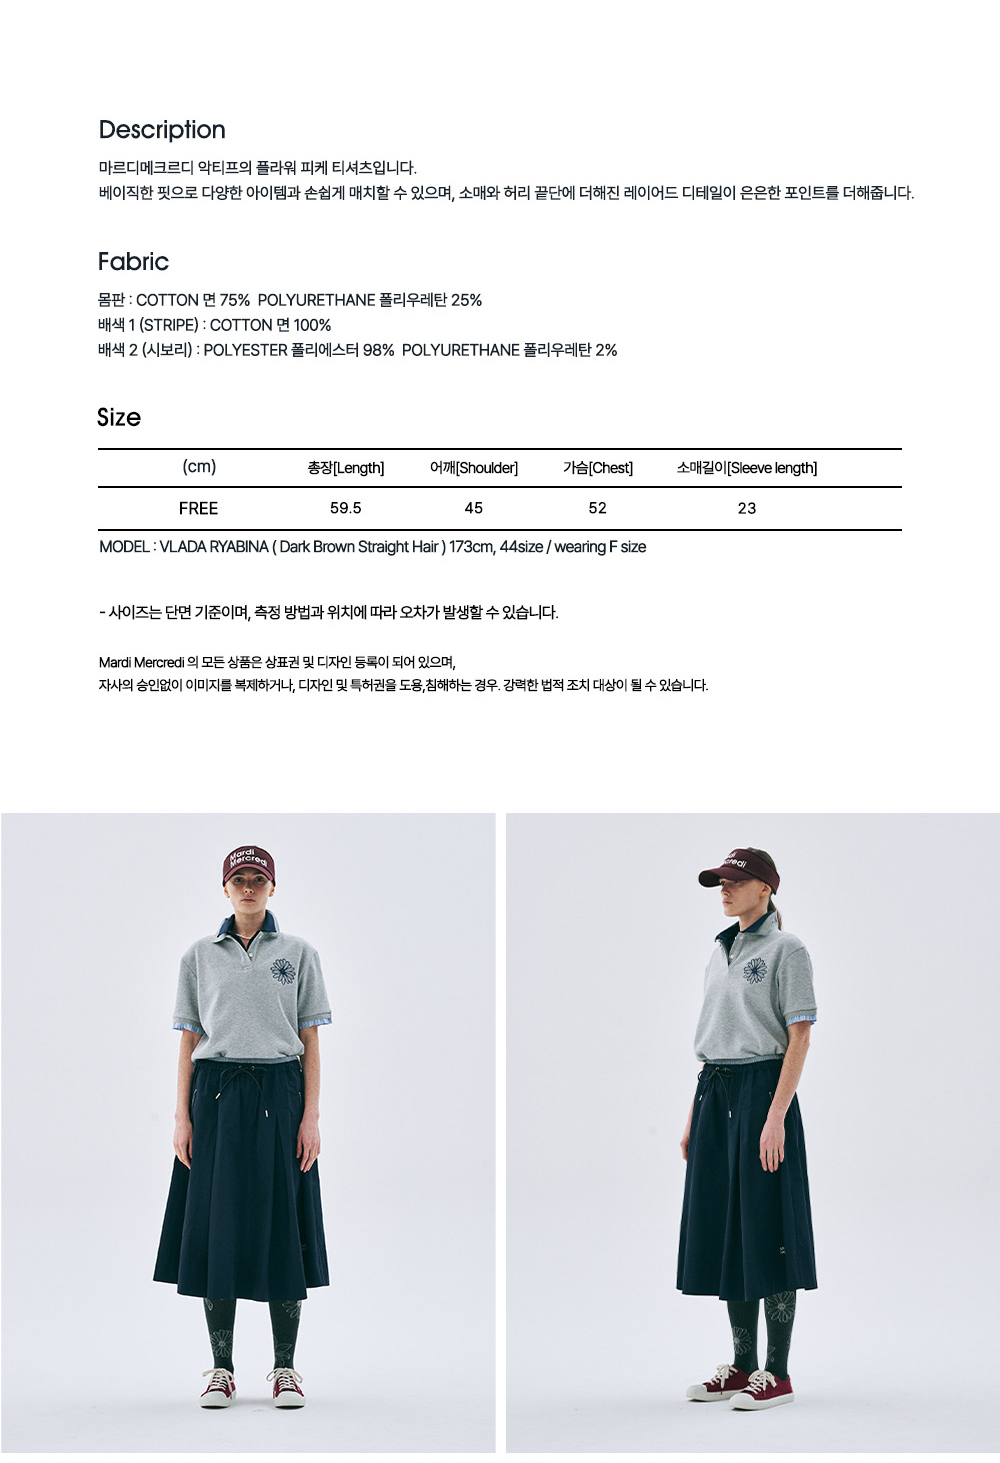 Description
마르디메크르디 악티프의 플라워 피케 티셔츠입니다.
베이직한 핏으로 다양한 아이템과 손쉽게 매치할 수 있으며, 소매와 허리 끝단에 더해진 레이어드 디테일이 은은한 포인트를 더해줍니다.
Fabric
몸판 : COTTON 면 75%  POLYURETHANE 폴리우레탄 25%
배색 1 (STRIPE) : COTTON 면 100%
배색 2 (시보리) : POLYESTER 폴리에스터 98%  POLYURETHANE 폴리우레탄 2%
Size
(cm) 총장[Length] 어깨[Shoulder] 가슴[Chest] 소매길이[Sleeve length]
FREE 59.5 45 52 23
MODEL : VLADA RYABINA ( Dark Brown Straight Hair ) 173cm, 44size / wearing F size
- 사이즈는 단면 기준이며, 측정 방법과 위치에 따라 오차가 발생할 수 있습니다.
Mardi Mercredi 의 모든 상품은 상표권 및 디자인 등록이 되어 있으며,
자사의 승인없이 이미지를 복제하거나, 디자인 및 특허권을 도용,침해하는 경우. 강력한 법적 조치 대상이 될 수 있습니다.
Mardi
Mercredi